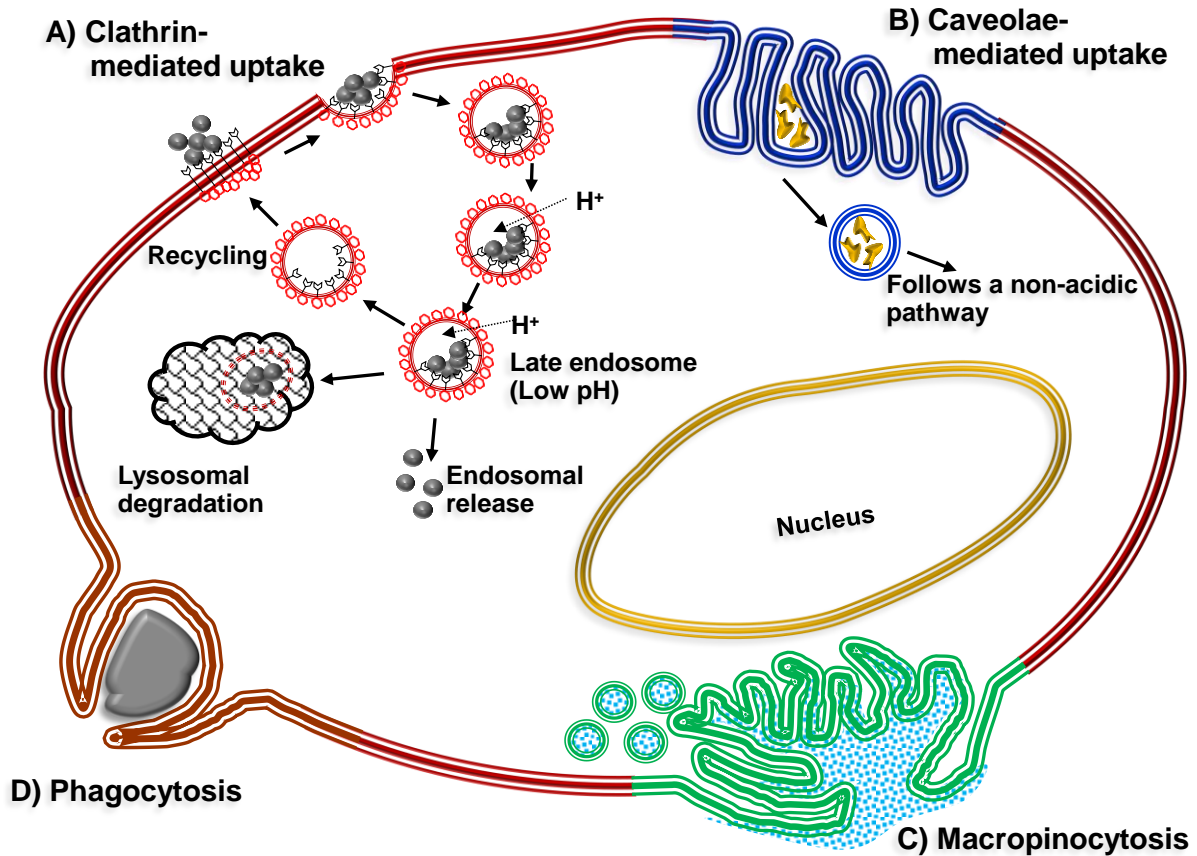 A) Clathrin-
mediated uptake
B) Caveolae-
mediated uptake
H⁺
Recycling
Follows a non-acidic
pathway
H⁺
Late endosome
(Low pH)
Lysosomal
degradation
Endosomal
release
Nucleus
D) Phagocytosis
C) Macropinocytosis